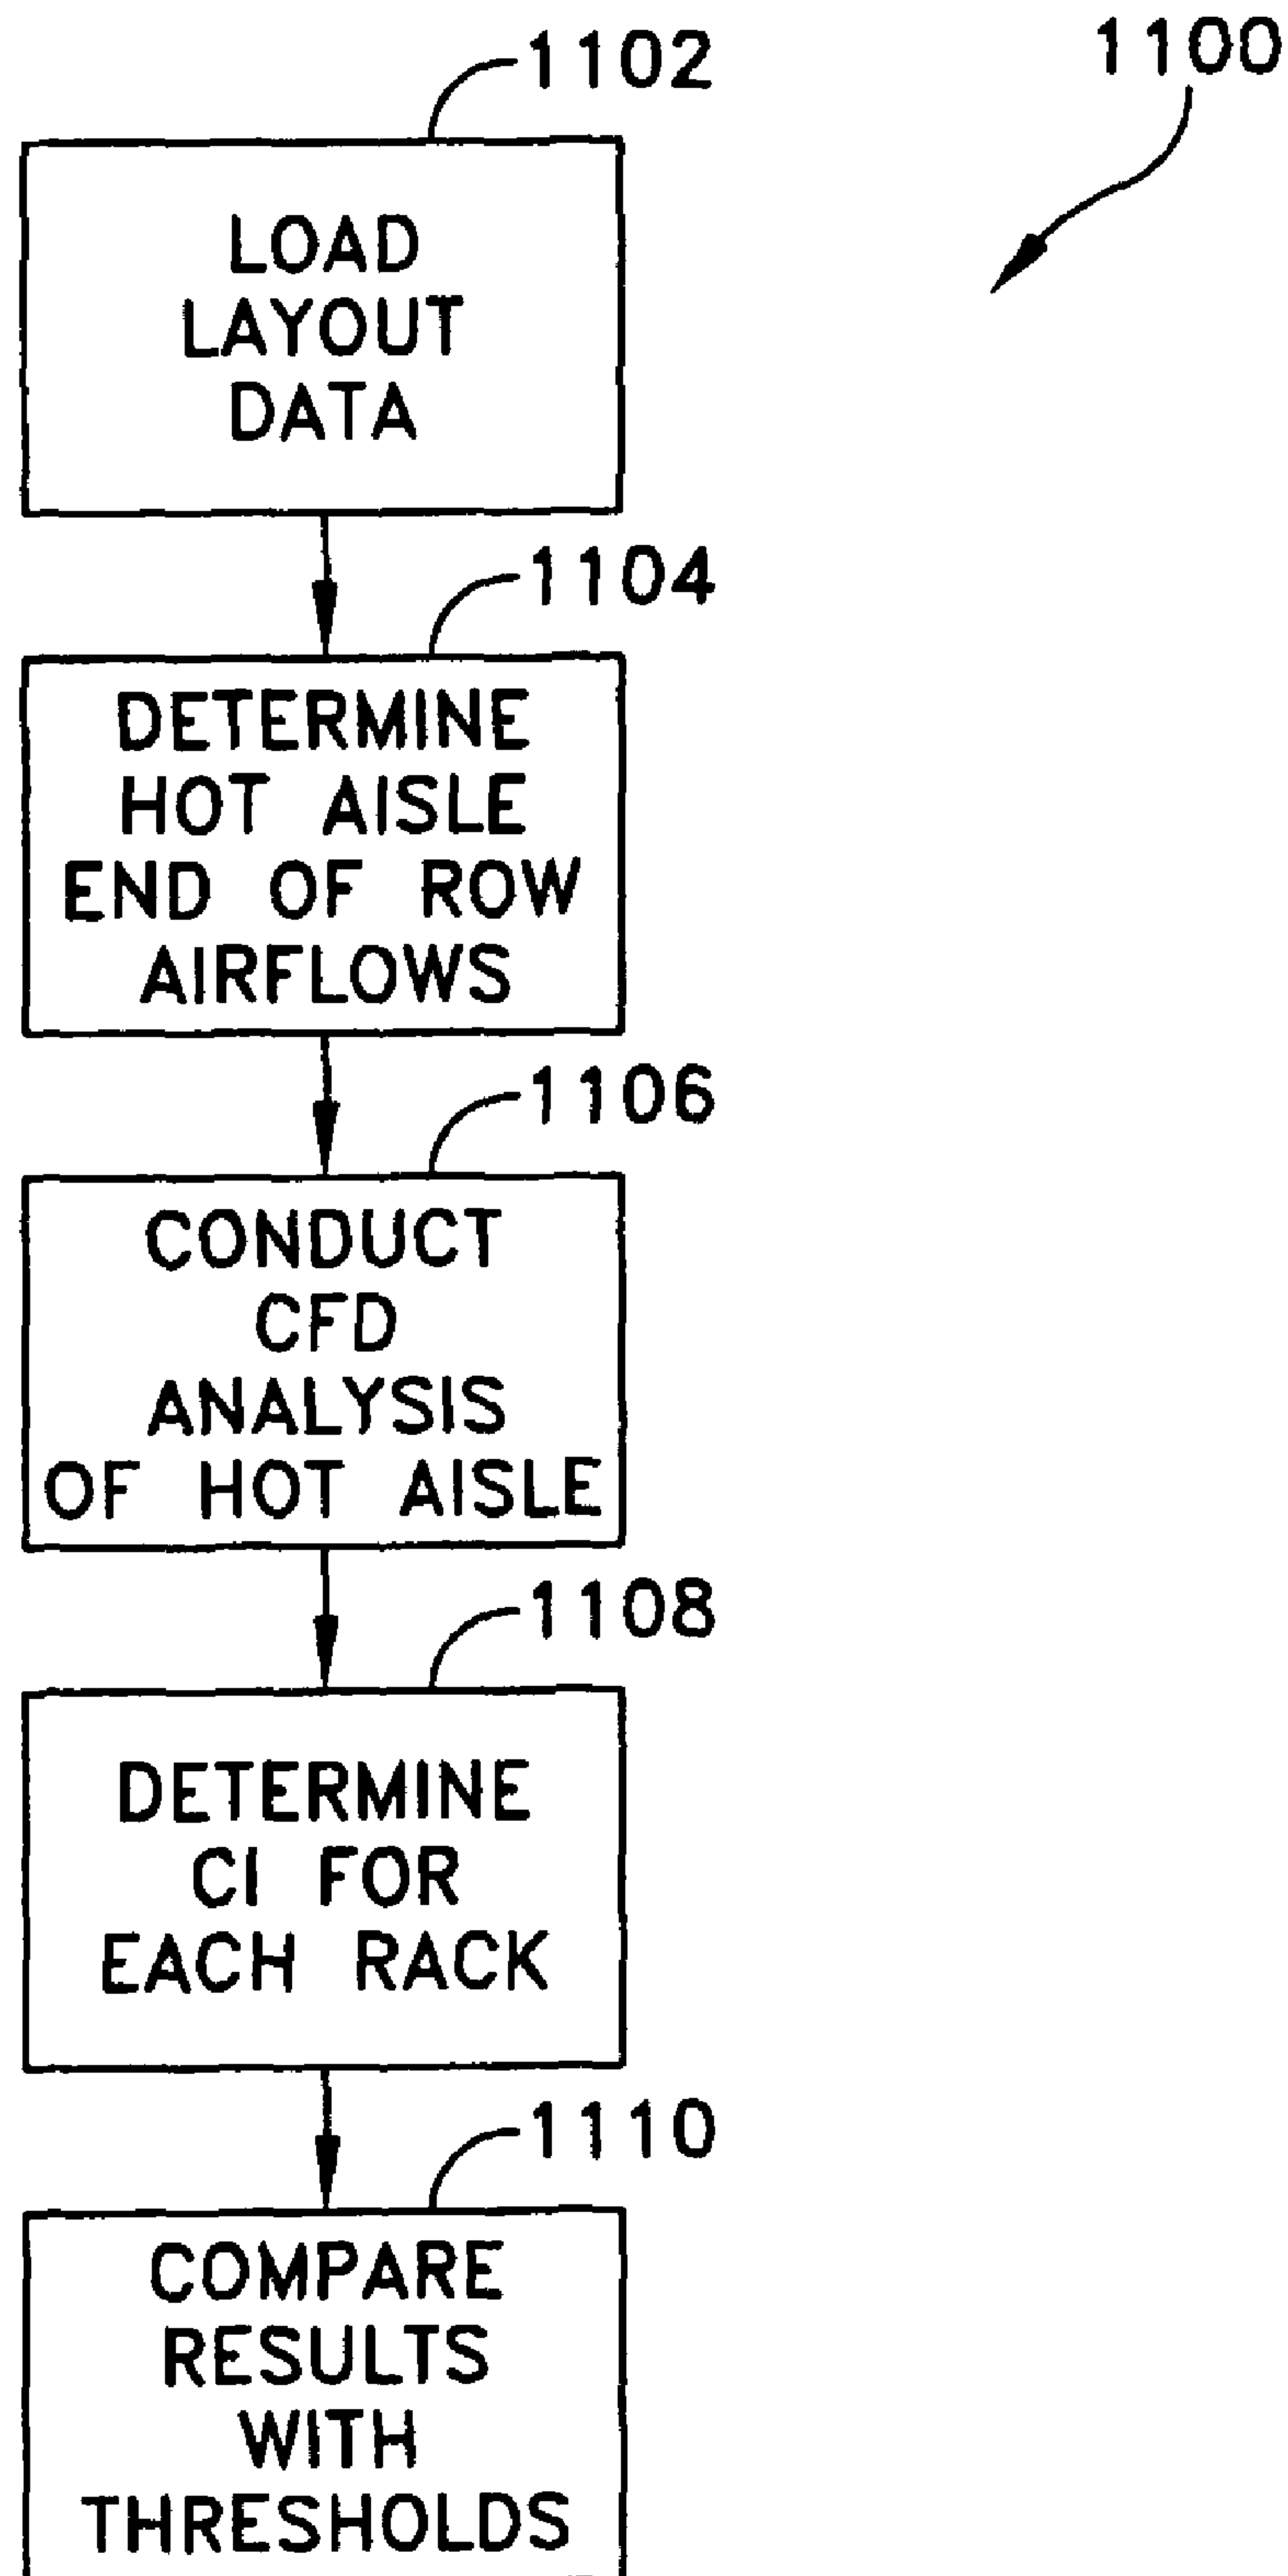 1102
1100
LOAD
LAYOUT
DATA
1104
DETERMINE
HOT AISLE
END OF ROW
AIRFLOWS
1106
CONDUCT
CFD
ANALYSIS
OF HOT AISLE
1108
DETERMINE
CI FOR
EACH RACK
1110
COMPARE
RESULTS
WITH
THRESHOLDS